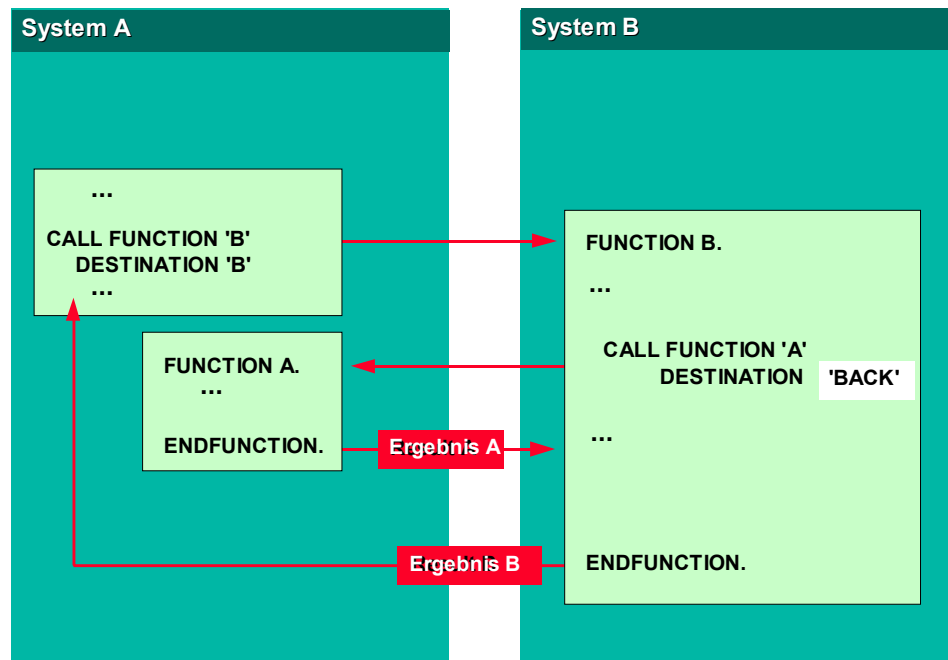 System A
...
CALL FUNCTION 'B'
DESTINATION 'B'
...
FUNCTION A.
...
ENDFUNCTION.
Ergebnis A
Ergebnis B
System B
FUNCTION B.
...
CALL FUNCTION 'A'
DESTINATION 'BACK'
...
ENDFUNCTION.